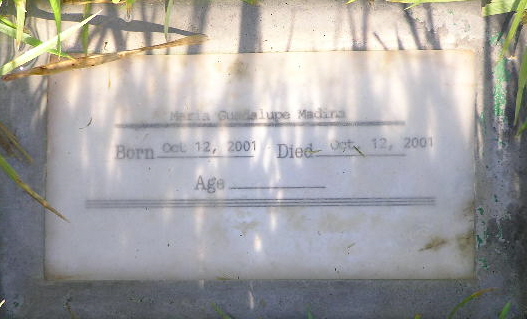 Maria Guadalupe Madina
Born Oct 12, 2001 Died Oct. 12, 2001
Age